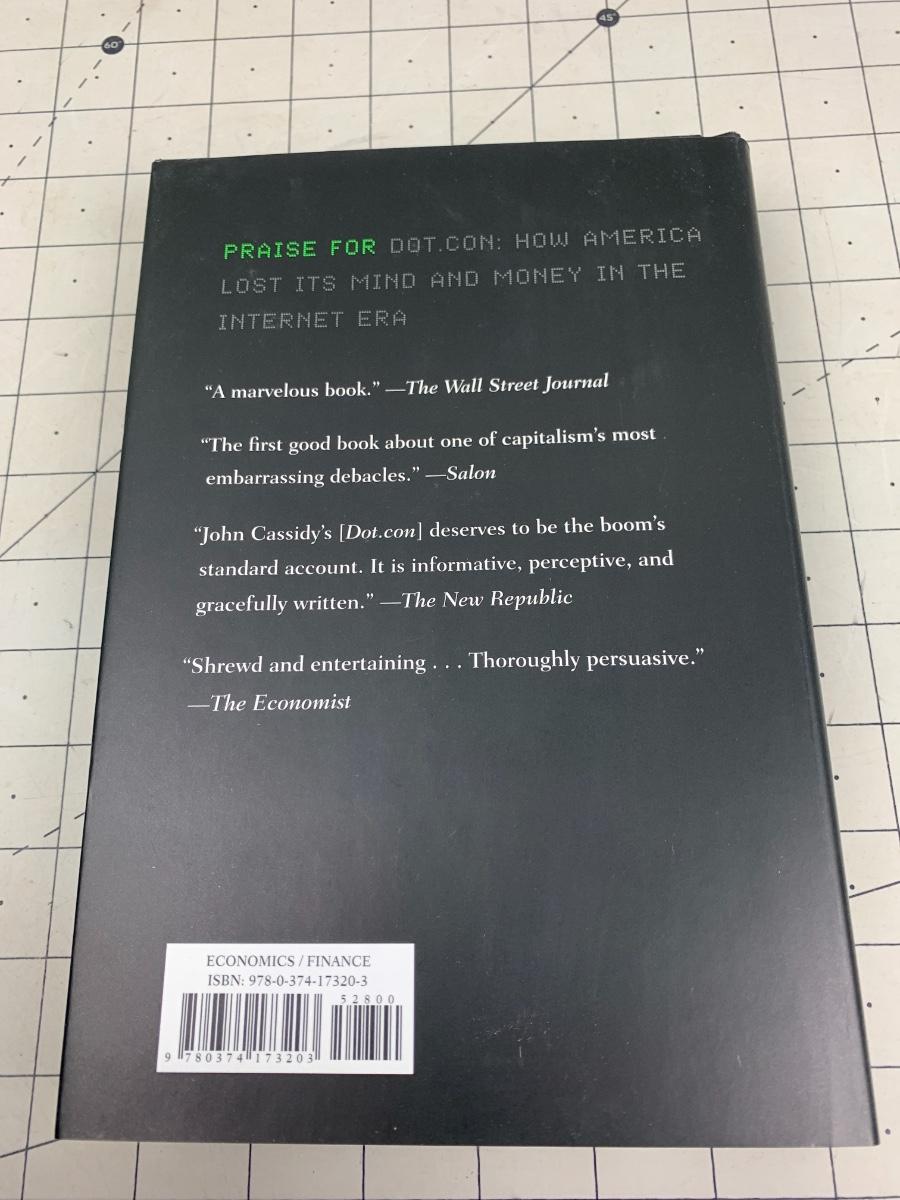 60°
45°
PRAISE FOR DOT.CON: HOW AMERICA
LOST ITS MIND AND MONEY IN THE
INTERNET ERA
“A marvelous book.” —The Wall Street Journal
“The first good book about one of capitalism’s most
embarrassing debacles.” —Salon
“John Cassidy’s [Dot.con] deserves to be the boom’s
standard account. It is informative, perceptive, and
gracefully written.” —The New Republic
“Shrewd and entertaining . . . Thoroughly persuasive.”
—The Economist
ECONOMICS / FINANCE
ISBN: 978-0-374-17320-3
52800
9 780374 173203